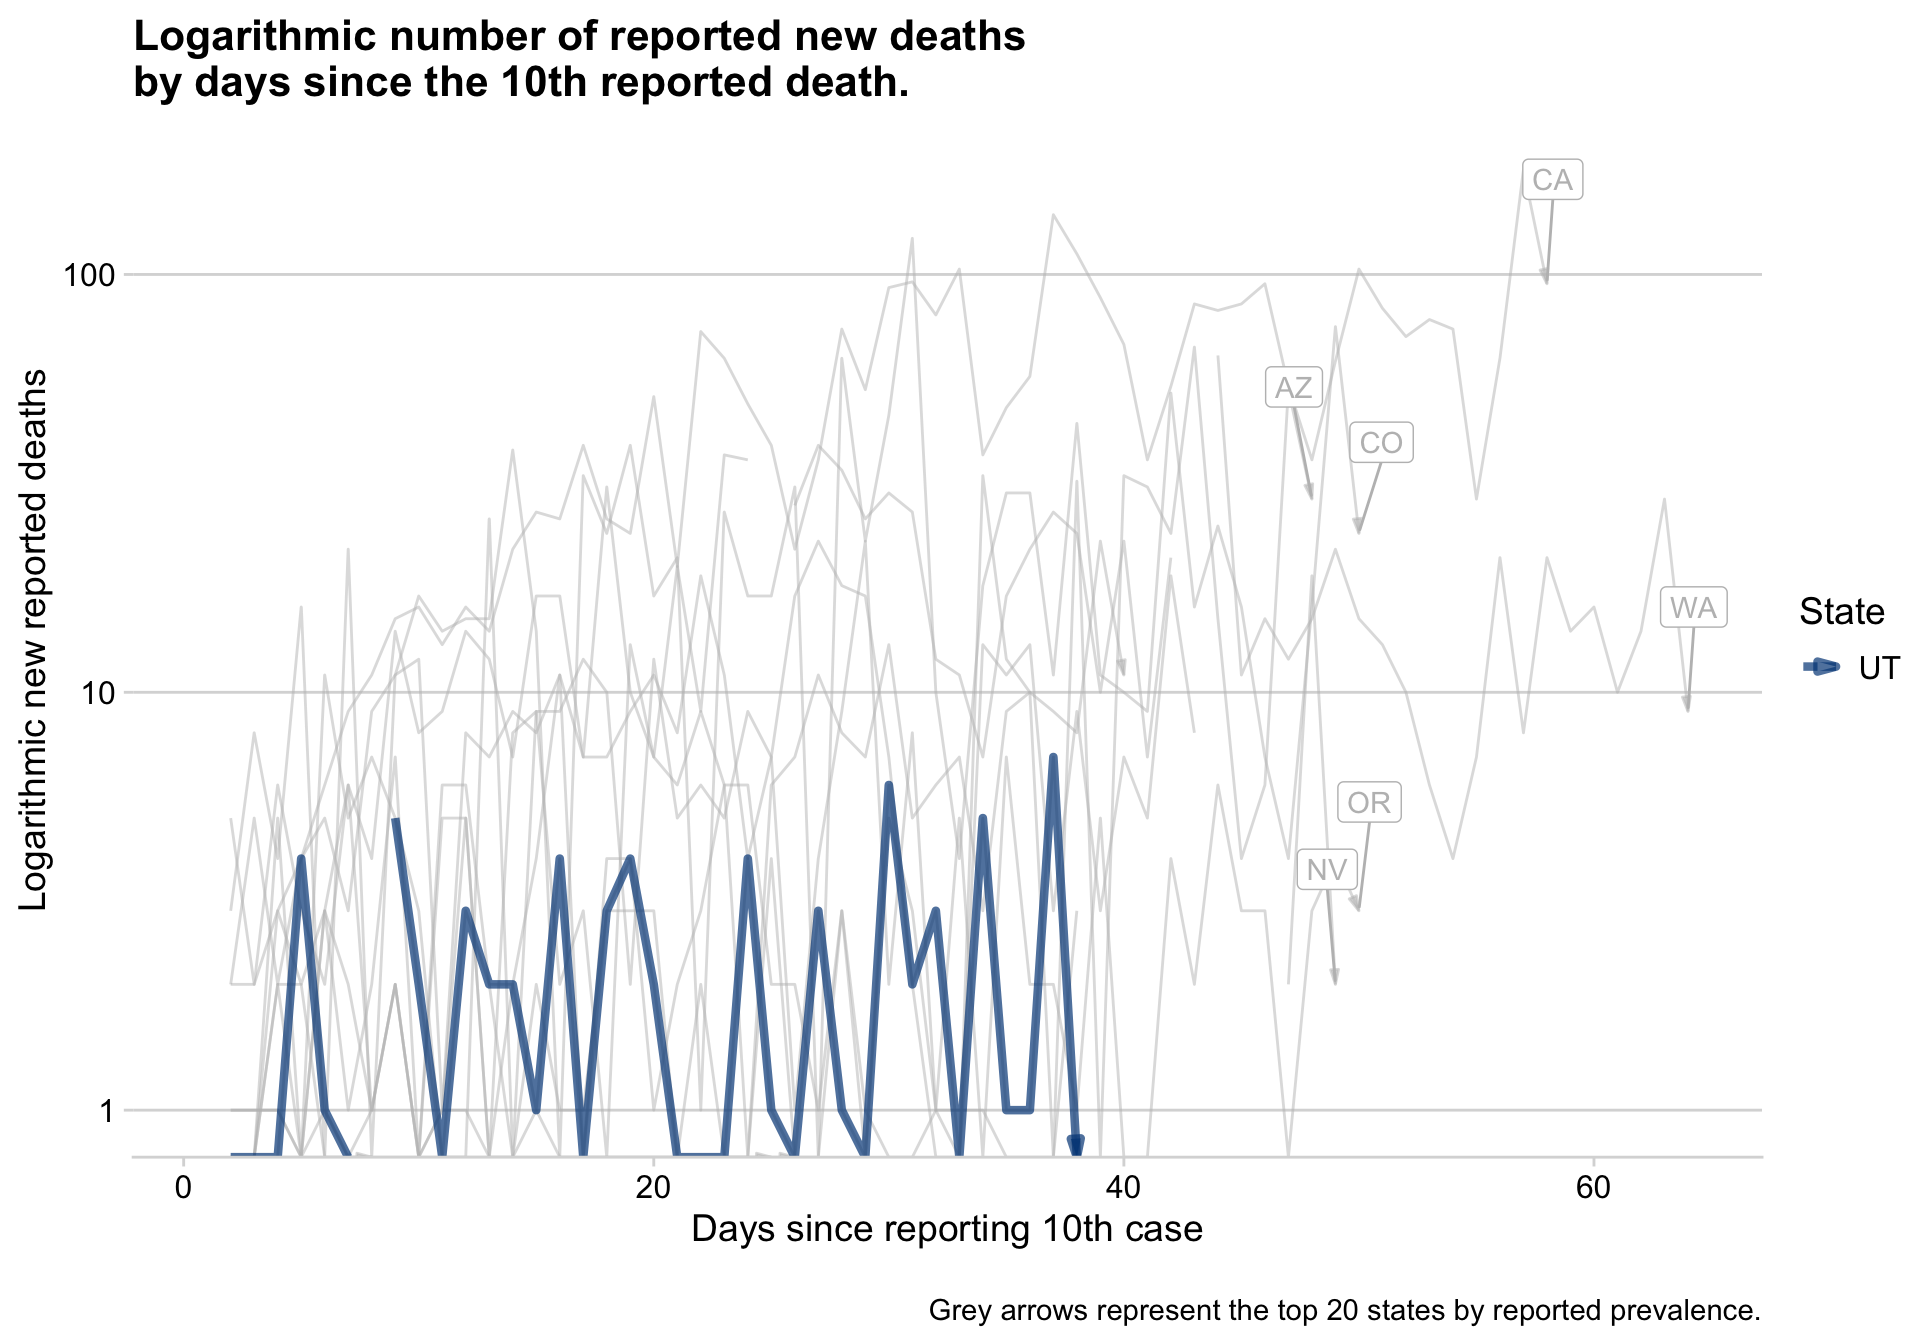 Logarithmic number of reported new deaths
by days since the 10th reported death.
CA
100
AZ
CO
Logarithmic new reported deaths
WA
State
UT
10
OR
NV
1
0 20 40 60
Days since reporting 10th case
Grey arrows represent the top 20 states by reported prevalence.